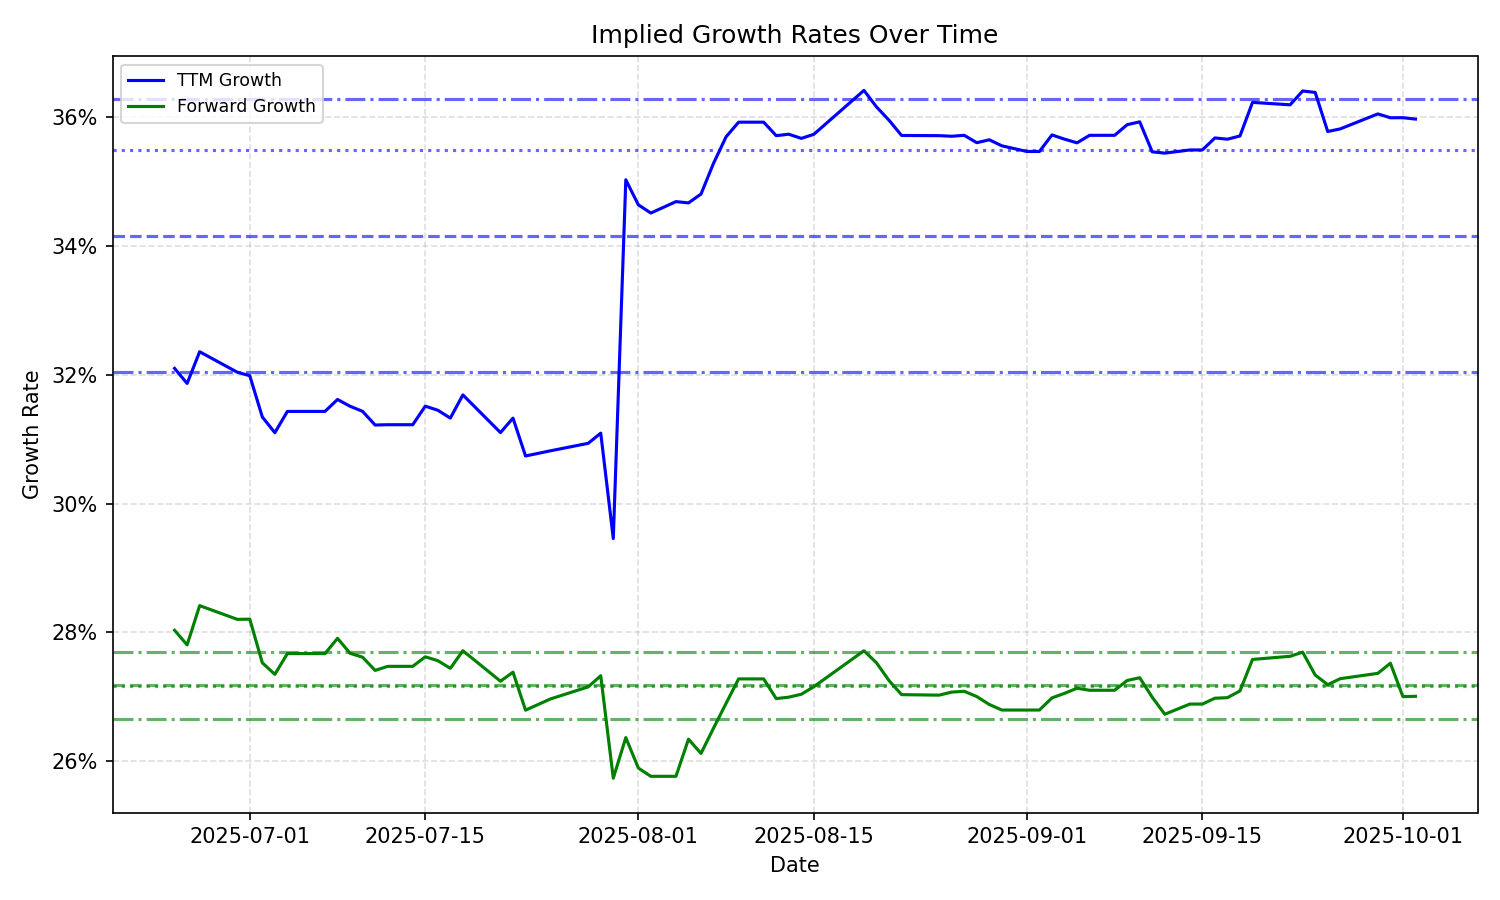 Implied Growth Rates Over Time
TTM Growth
Forward Growth
36%
34%
32%
30%
28%
26%
Growth Rate
2025-07-01
2025-07-15
2025-08-01
2025-08-15
2025-09-01
2025-09-15
2025-10-01
Date